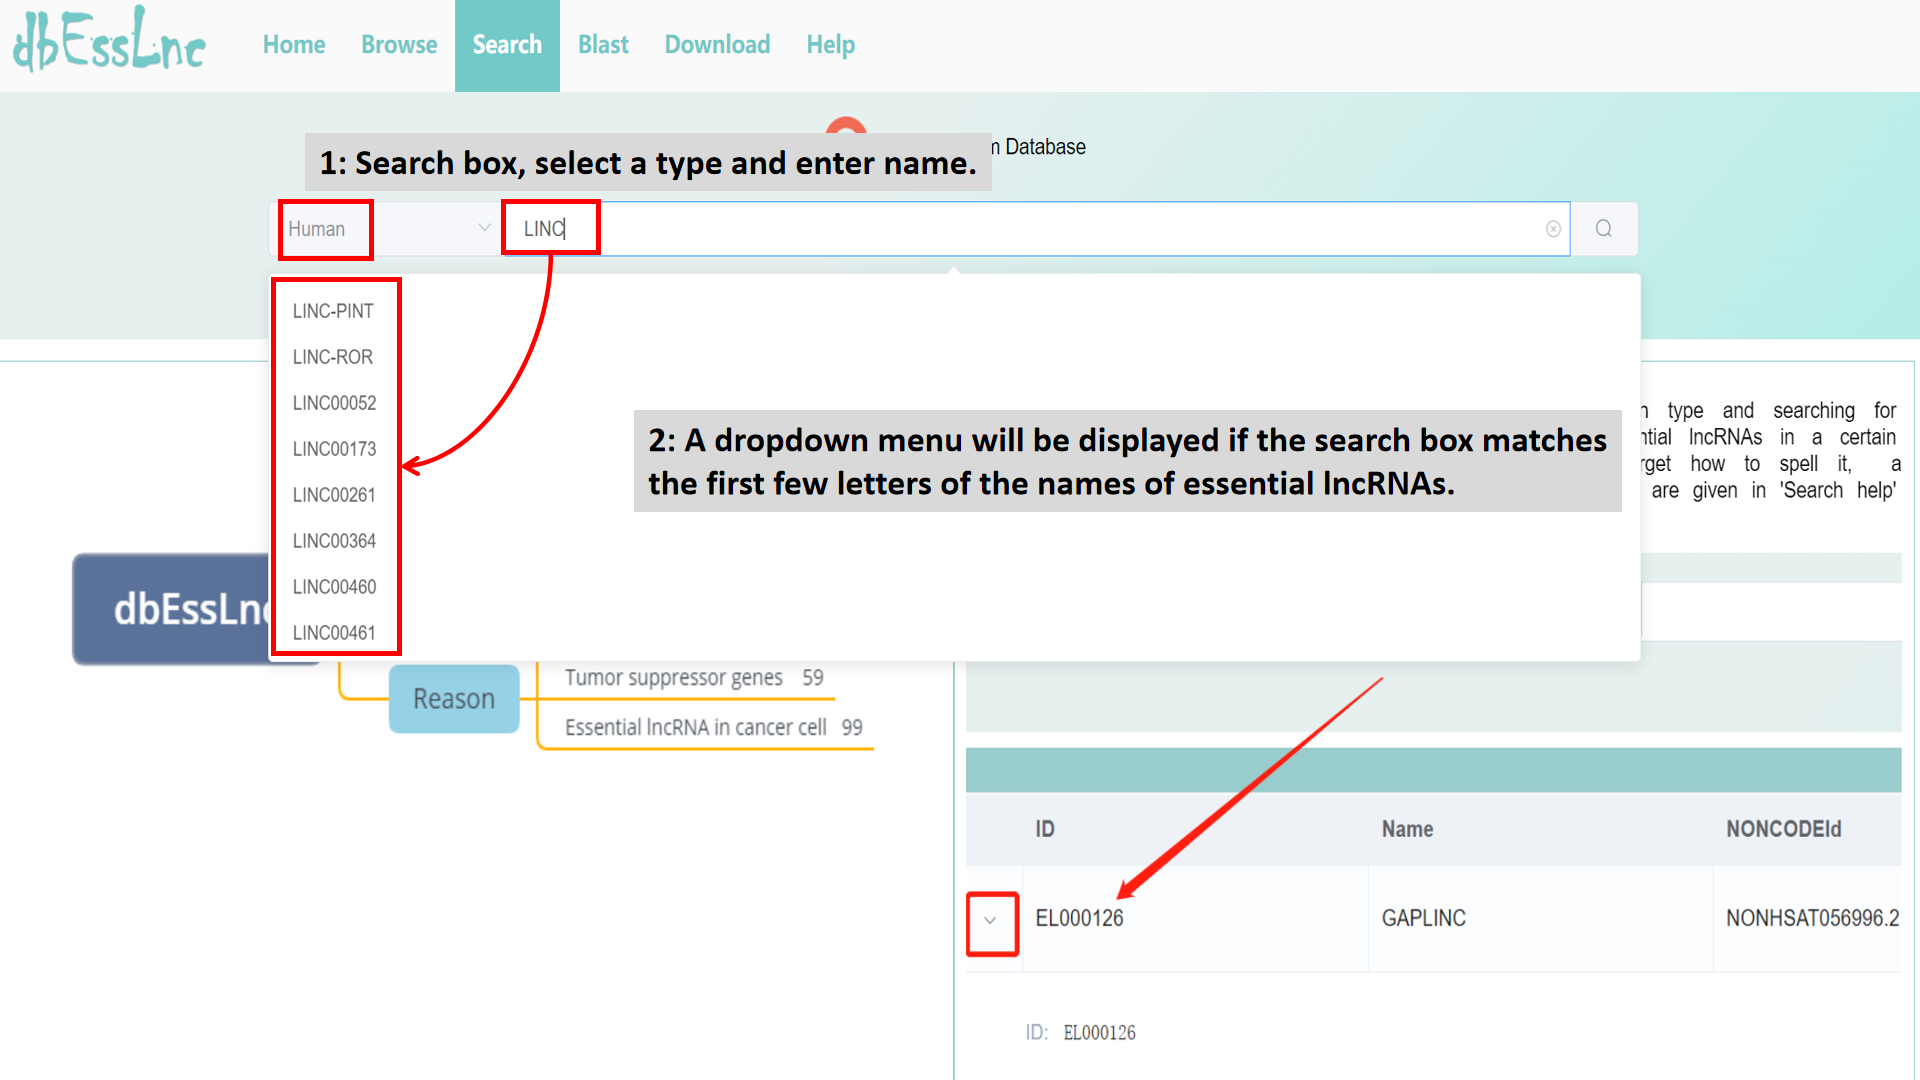 dbEssLnc
Home Browse Search Blast Download Help
Database
1: Search box, select a type and enter name.
Human LINC
LINC-PINT
LINC-ROR
LINC00052
LINC00173
LINC00261
LINC00364
LINC00460
LINC00461
2: A dropdown menu will be displayed if the search box matches
the first few letters of the names of essential lncRNAs.
type and searching for
lncRNAs in a certain
how to spell it, a
are given in 'Search help'
dbEssLnc
Reason
Tumor suppressor genes 59
Essential lncRNA in cancer cell 99
ID Name NONCODEId
EL000126 GAPLINC NONHSAT056996.2
ID: EL000126